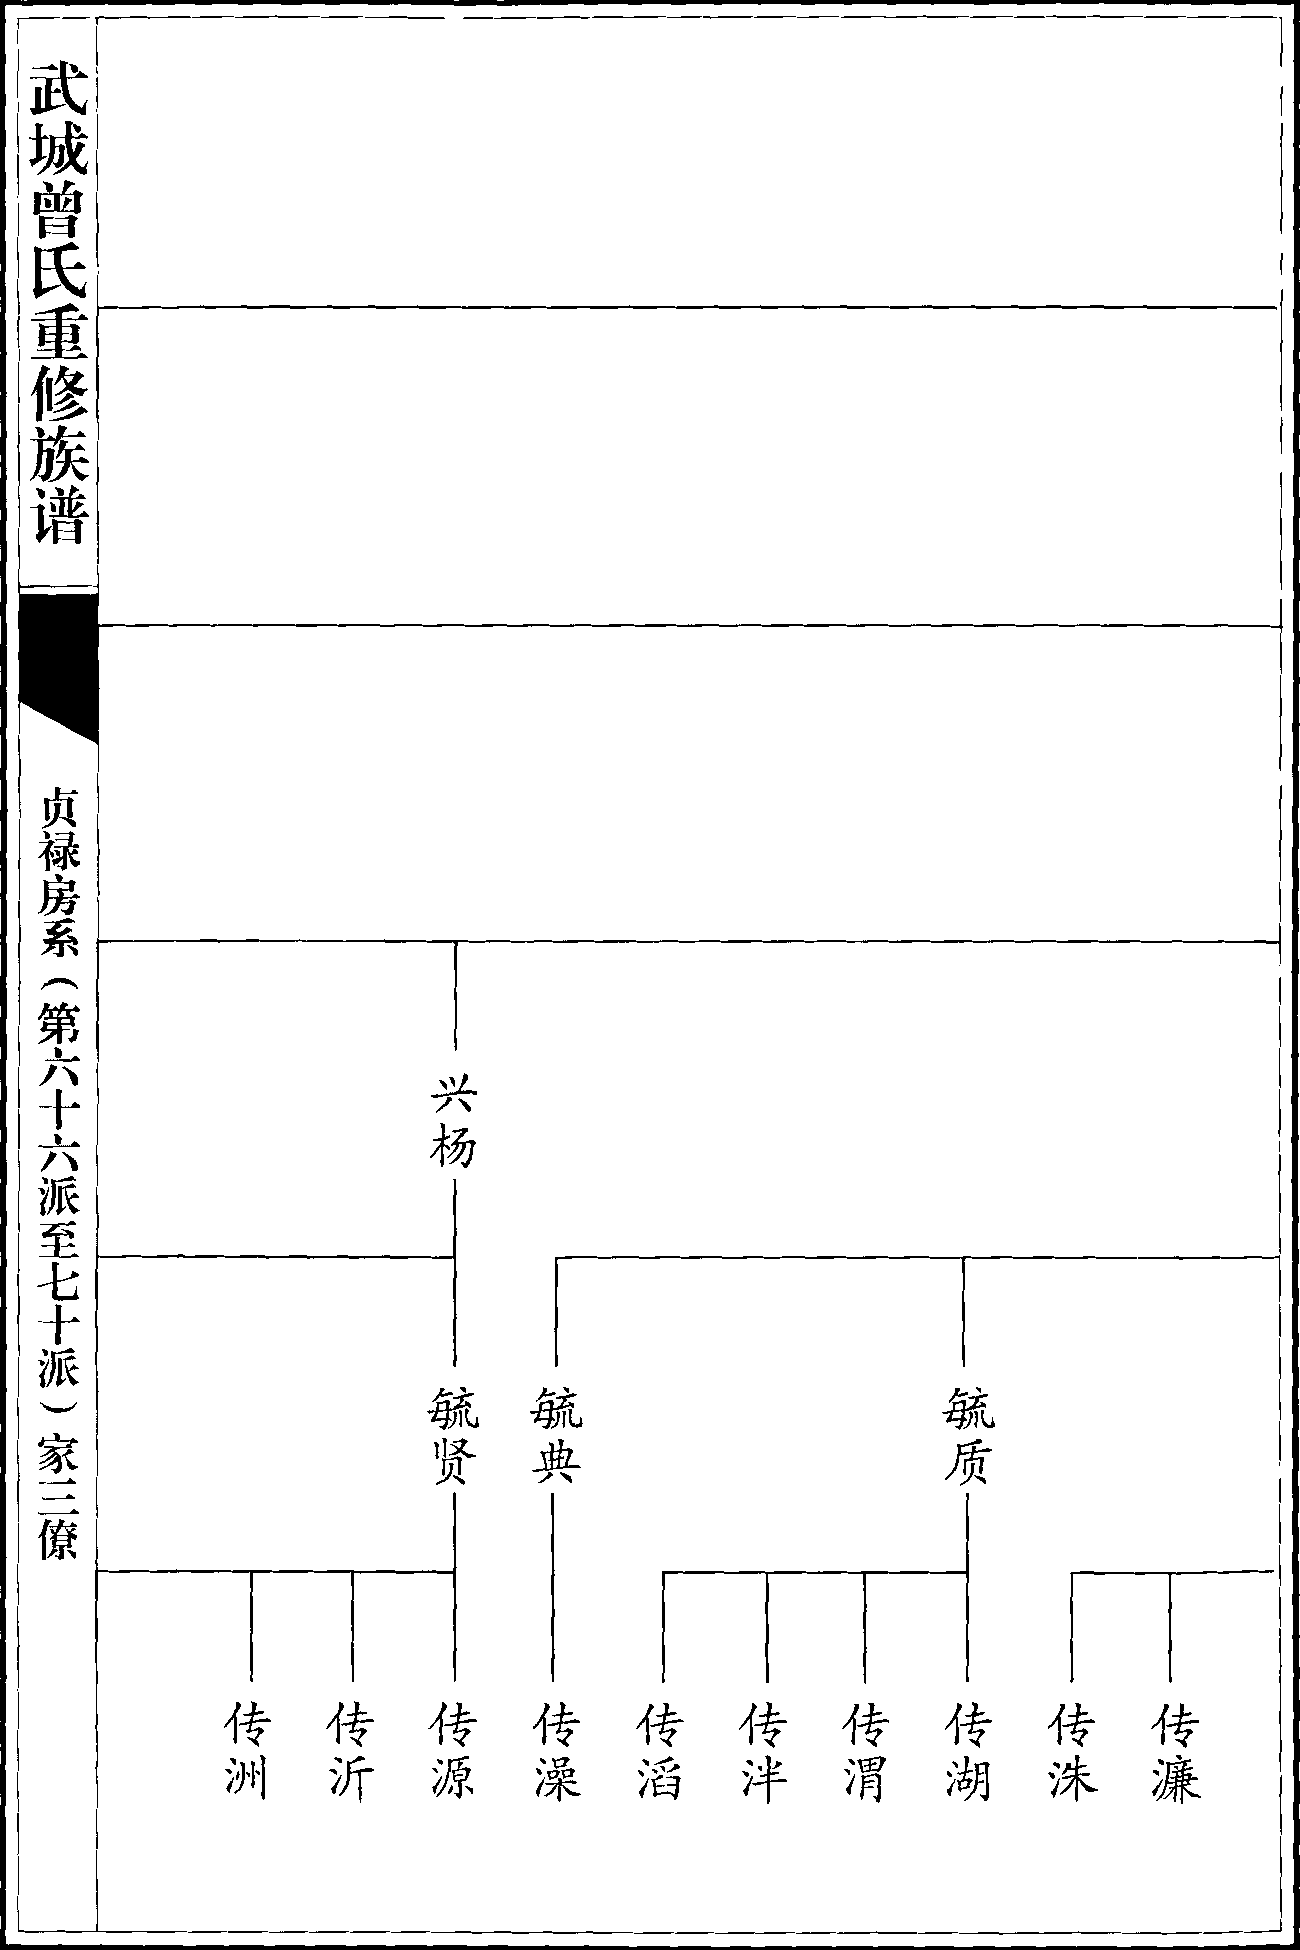 武城曾氏重修族谱
贞禄房系（第六十六派至七十派）家三僚
兴杨
毓质
毓典
毓贤
传濂
传洙
传湖
传渭
传泮
传滔
传澡
传源
传沂
传洲